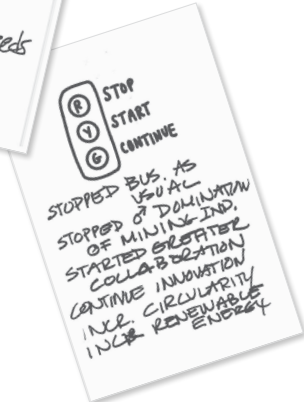 eeds
R STOP
Y START
G CONTINUE
STOPPED BUS. AS
USUAL
STOPPED ♂ DOMINATION
OF MINING IND.
STARTED GREATER
COLLABORATION
CONTINUE INNOVATION
INCR. CIRCULARITY
INCR RENEWABLE
ENERGY